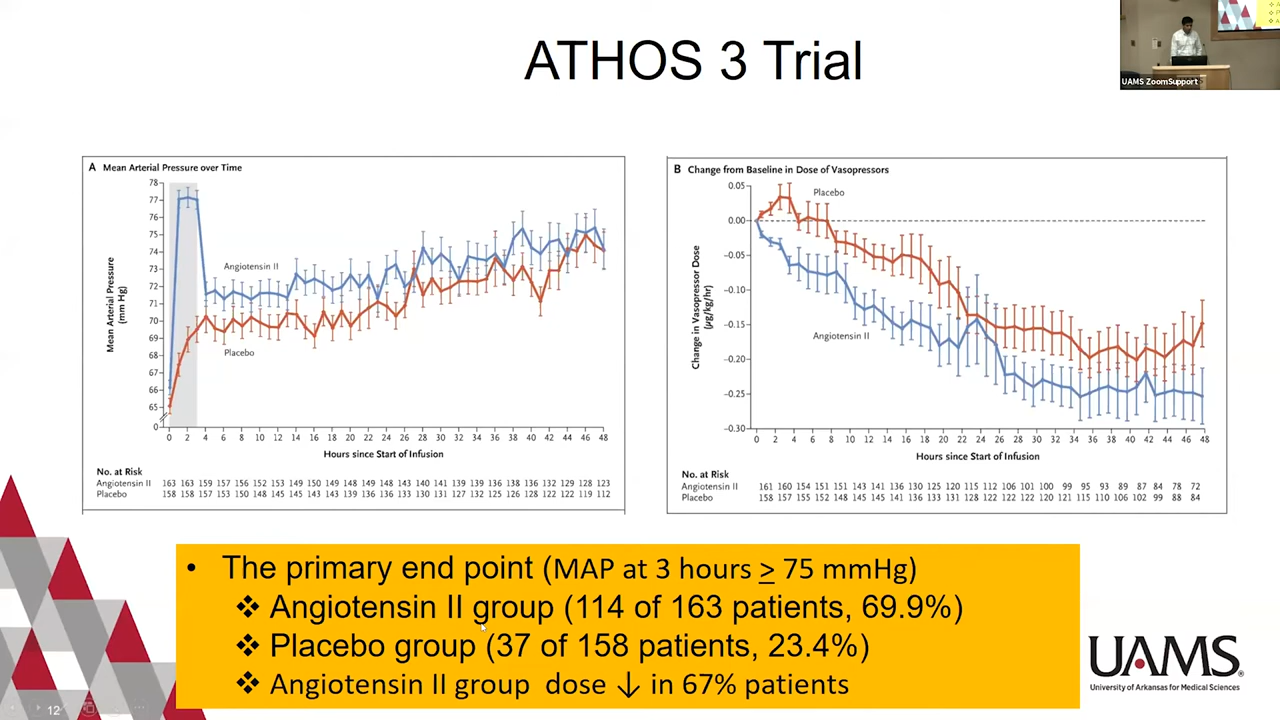 ATHOS 3 Trial
UAMS ZoomSupport
A Mean Arterial Pressure over Time
78
77
76
75
74
73
72
71
70
69
68
67
66
65
0
Mean Arterial Pressure
(mm Hg)
Angiotensin II
Placebo
0 2 4 6 8 10 12 14 16 18 20 22 24 26 28 30 32 34 36 38 40 42 44 46 48
Hours since Start of Infusion
No. at Risk
Angiotensin II 163 163 159 157 156 152 153 149 150 149 148 149 148 144 140 141 139 136 136 138 136 132 129 128 123
Placebo 158 158 157 153 150 148 145 145 143 143 139 136 136 133 130 131 127 132 125 126 128 122 122 119 112
B Change from Baseline in Dose of Vasopressors
0.05
0.00
−0.05
−0.10
−0.15
−0.20
−0.25
−0.30
Change in Vasopressor Dose
(μg/kg/hr)
Placebo
Angiotensin II
0 2 4 6 8 10 12 14 16 18 20 22 24 26 28 30 32 34 36 38 40 42 44 46 48
Hours since Start of Infusion
No. at Risk
Angiotensin II 161 160 154 151 151 143 141 136 130 125 120 115 112 106 101 100 99 95 93 89 87 84 78 72
Placebo 158 157 155 152 148 145 145 141 136 133 131 128 122 122 122 120 121 115 110 106 102 99 88 84
• The primary end point (MAP at 3 hours ≥ 75 mmHg)
❖ Angiotensin II group (114 of 163 patients, 69.9%)
❖ Placebo group (37 of 158 patients, 23.4%)
❖ Angiotensin II group dose ↓ in 67% patients
UAMS
University of Arkansas for Medical Sciences
12